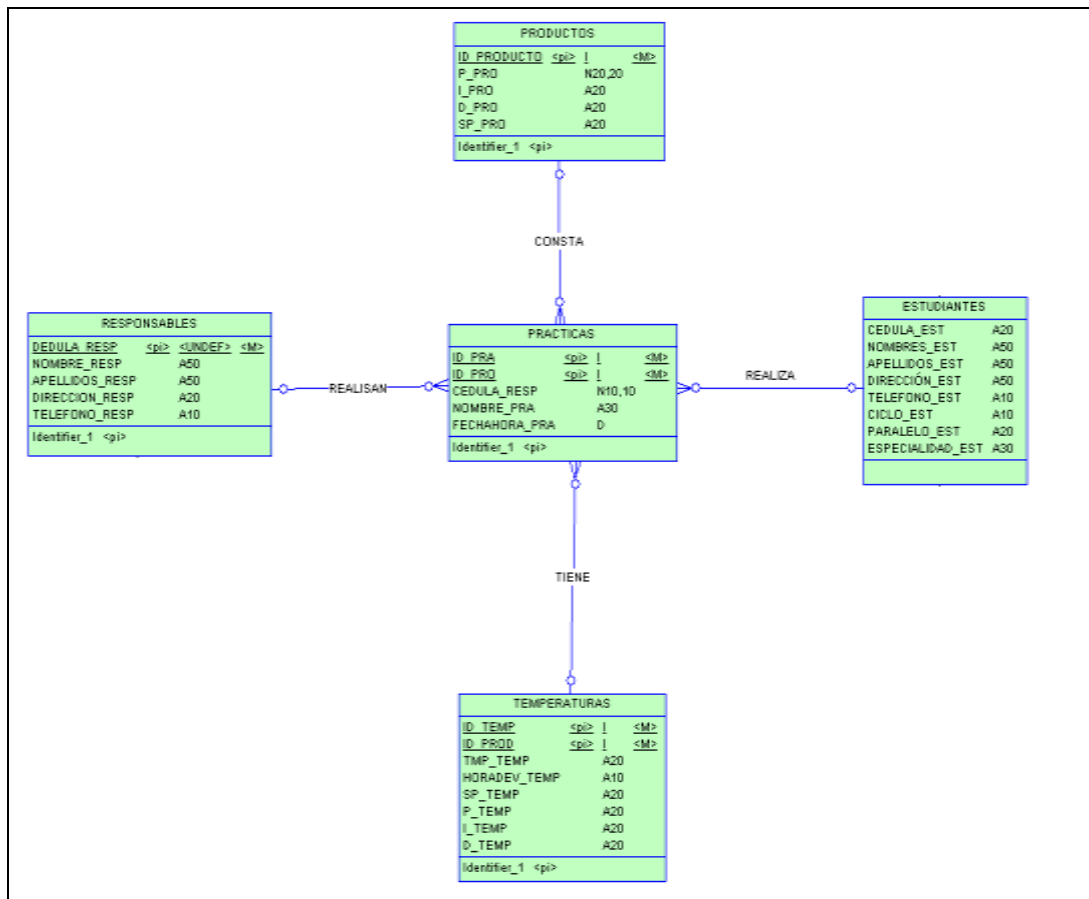 PRODUCTOS
ID_PRODUCTO <pi> I <M>
P_PRO N20,20
I_PRO A20
D_PRO A20
SP_PRO A20
Identifier_1 <pi>
CONSTA
RESPONSABLES
DEDULA_RESP <pi> <UNDEF> <M>
NOMBRE_RESP A50
APELLIDOS_RESP A50
DIRECCION_RESP A20
TELEFONO_RESP A10
Identifier_1 <pi>
REALISAN
PRACTICAS
ID_PRA <pi> I <M>
ID_PRO <pi> I <M>
CEDULA_RESP N10,10
NOMBRE_PRA A30
FECHAHORA_PRA D
Identifier_1 <pi>
REALIZA
ESTUDIANTES
CEDULA_EST A20
NOMBRES_EST A50
APELLIDOS_EST A50
DIRECCIÓN_EST A50
TELEFONO_EST A10
CICLO_EST A10
PARALELO_EST A20
ESPECIALIDAD_EST A30
TIENE
TEMPERATURAS
ID_TEMP <pi> I <M>
ID_PROD <pi> I <M>
TMP_TEMP A20
HORADEV_TEMP A10
SP_TEMP A20
P_TEMP A20
I_TEMP A20
D_TEMP A20
Identifier_1 <pi>